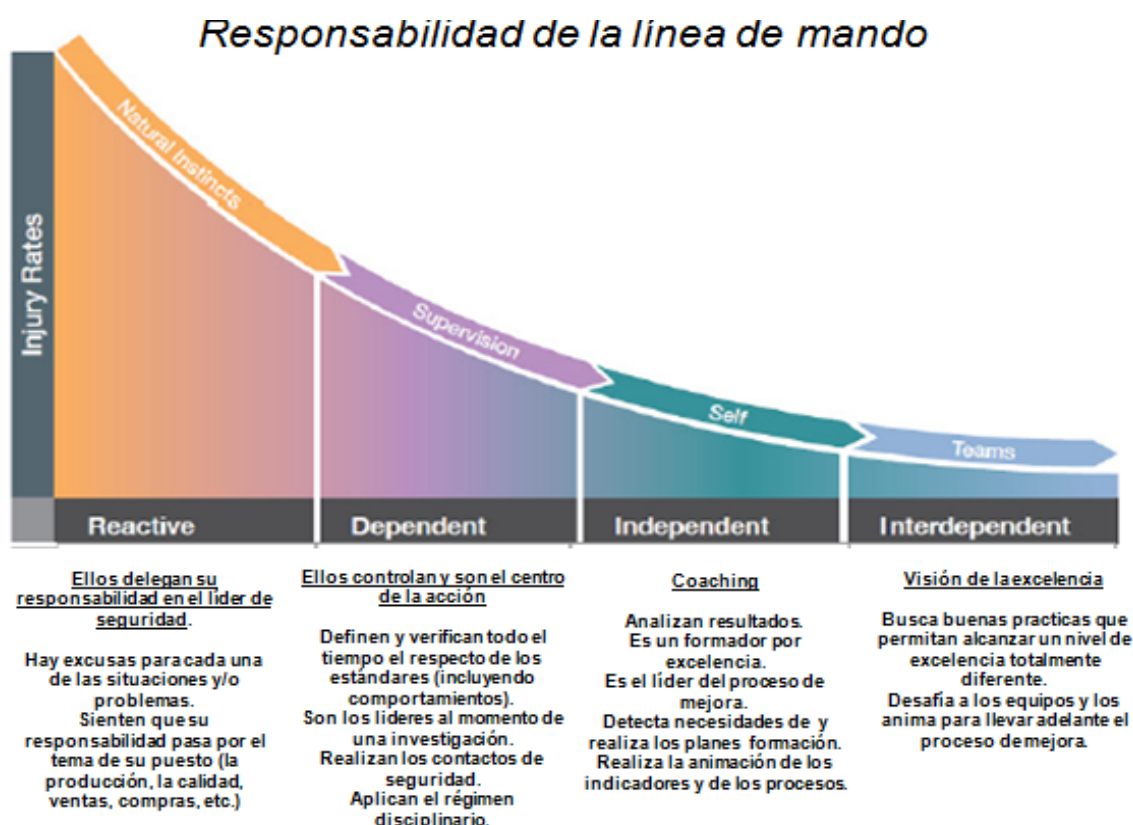 Responsabilidad de la línea de mando
Injury Rates
Natural Instincts
Supervision
Self
Teams
Reactive
Dependent
Independent
Interdependent
Ellos delegan su
responsabilidad en el líder de
seguridad.
Hay excusas para cada una
de las situaciones y/o
problemas.
Sienten que su
responsabilidad pasa por el
tema de su puesto (la
producción, la calidad,
ventas, compras, etc.)
Ellos controlan y son el centro
de la acción
Definen y verifican todo el
tiempo el respeto de los
estándares (incluyendo
comportamientos).
Son los lideres al momento de
una investigación.
Realizan los contactos de
seguridad.
Aplican el régimen
disciplinario.
Coaching
Analizan resultados.
Es un formador por
excelencia.
Es el líder del proceso de
mejora.
Detecta necesidades de y
realiza los planes formación.
Realiza la animación de los
indicadores y de los procesos.
Visión de la excelencia
Busca buenas practicas que
permitan alcanzar un nivel de
excelencia totalmente
diferente.
Desafía a los equipos y los
anima para llevar adelante el
proceso de mejora.